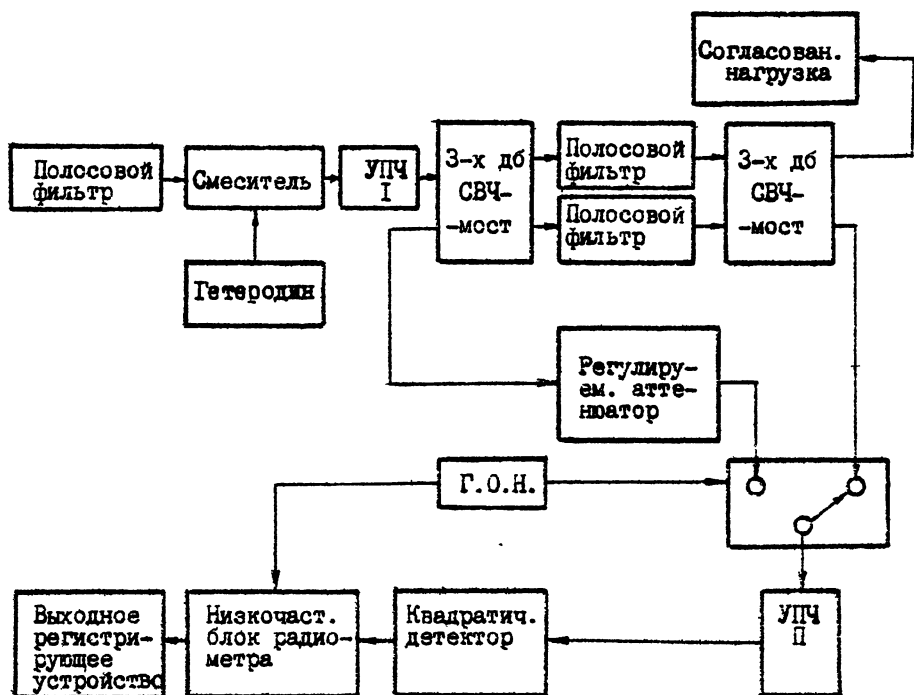 Согласован.
нагрузка
Полосовой
фильтр
Смеситель
УПЧ
I
3-х дб
СВЧ-
-мост
Полосовой
фильтр
Полосовой
фильтр
3-х дб
СВЧ-
-мост
Гетеродин
Регулиру-
ем. атте-
нюатор
Г.О.Н.
Выходное
регистри-
рующее
устройство
Низкочаст.
блок радио-
метра
Квадратич.
детектор
УПЧ
П